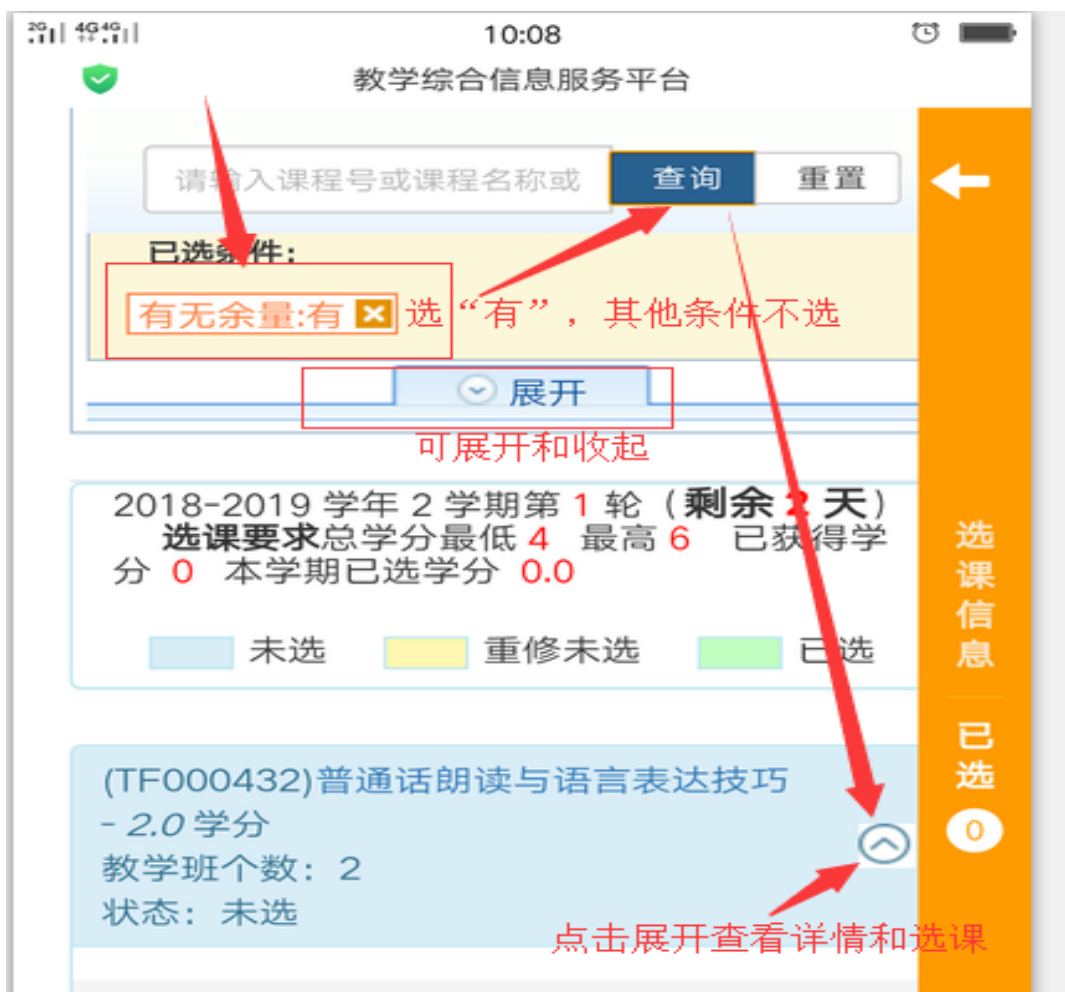 2G 4G 4G 10:08
教学综合信息服务平台
请输入课程号或课程名称或 查询 重置
已选条件:
有无余量:有 选“有”，其他条件不选
展开
可展开和收起
2018-2019 学年 2 学期第 1 轮（剩余 2 天）
选课要求总学分最低 4 最高 6 已获得学
分 0 本学期已选学分 0.0
未选 重修未选 已选
选课信息
已选
0
(TF000432)普通话朗读与语言表达技巧
- 2.0 学分
教学班个数: 2
状态: 未选
点击展开查看详情和选课